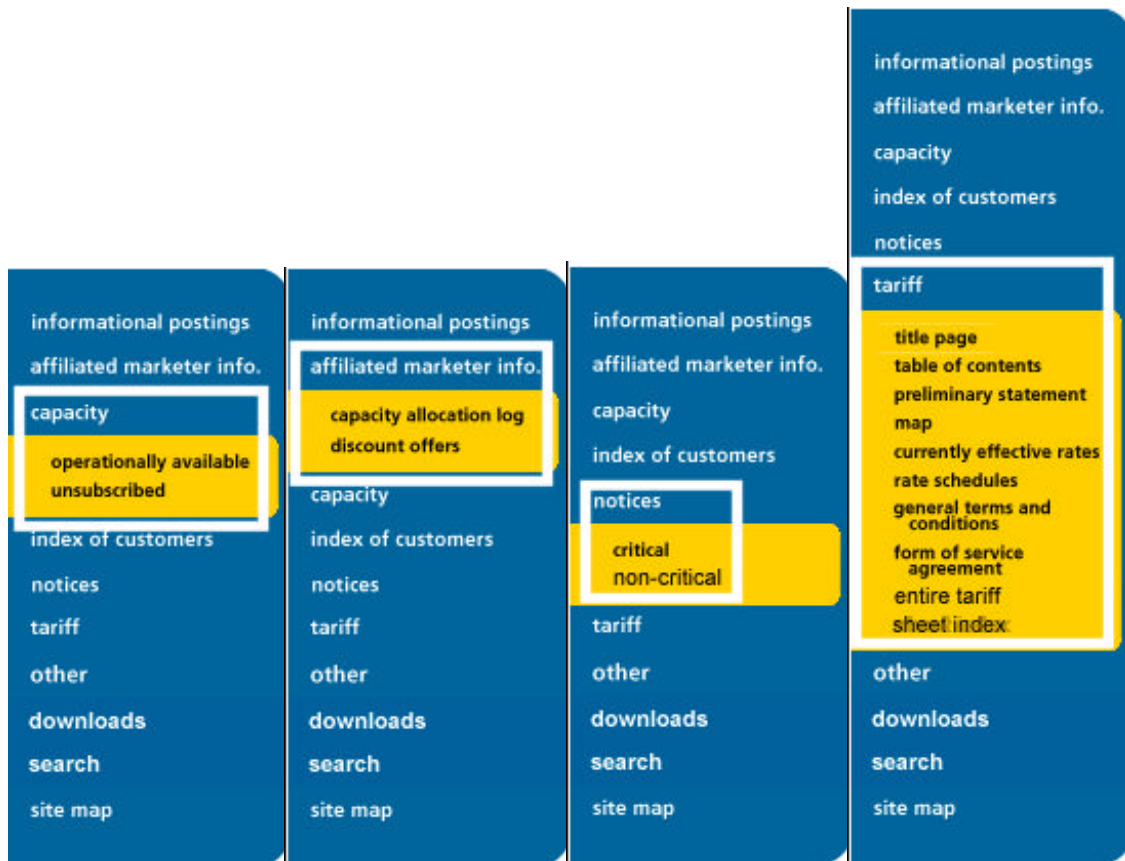 informational postings
affiliated marketer info.
capacity
operationally available
unsubscribed
index of customers
notices
tariff
other
downloads
search
site map
informational postings
affiliated marketer info.
capacity allocation log
discount offers
capacity
index of customers
notices
tariff
other
downloads
search
site map
informational postings
affiliated marketer info.
capacity
index of customers
notices
critical
non-critical
tariff
other
downloads
search
site map
informational postings
affiliated marketer info.
capacity
index of customers
notices
tariff
title page
table of contents
preliminary statement
map
currently effective rates
rate schedules
general terms and
conditions
form of service
agreement
entire tariff
sheet index
other
downloads
search
site map